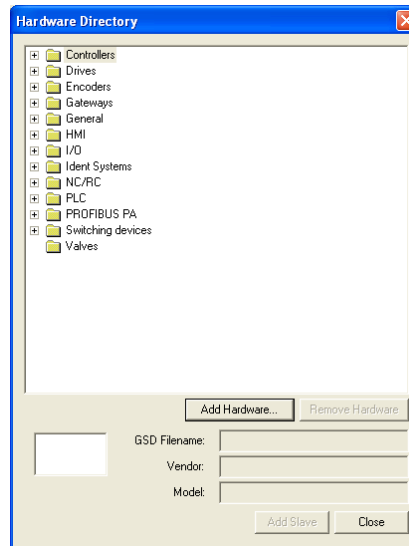 Hardware Directory
Controllers
Drives
Encoders
Gateways
General
HMI
I/O
Ident Systems
NC/RC
PLC
PROFIBUS PA
Switching devices
Valves
Add Hardware... Remove Hardware
GSD Filename:
Vendor:
Model:
Add Slave Close